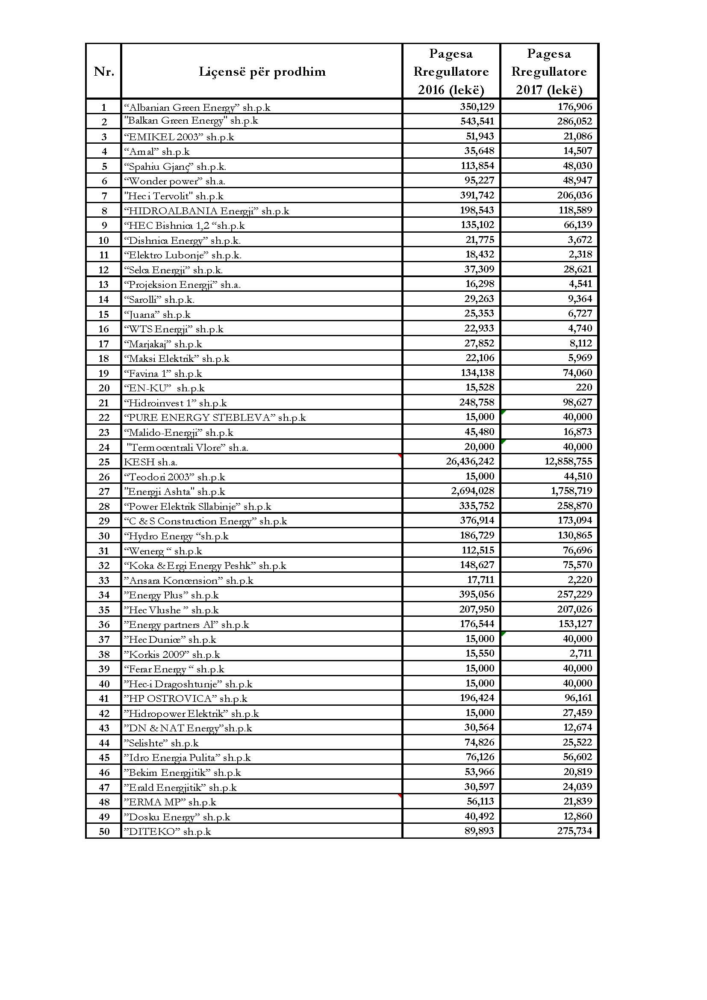 Nr. Liçensë për prodhim Pagesa Rregullatore 2016 (lekë) Pagesa Rregullatore 2017 (lekë)
1 “Albanian Green Energy” sh.p.k 350,129 176,906
2 "Balkan Green Energy" sh.p.k 543,541 286,052
3 “EMIKEL 2003” sh.p.k 51,943 21,086
4 “Amal” sh.p.k 35,648 14,507
5 “Spahiu Gjanç” sh.p.k. 113,854 48,030
6 “Wonder power” sh.a. 95,227 48,947
7 "Hec i Tervolit" sh.p.k 391,742 206,036
8 “HIDROALBANIA Energji” sh.p.k 198,543 118,589
9 “HEC Bishnica 1,2 “sh.p.k 135,102 66,139
10 “Dishnica Energy” sh.p.k. 21,775 3,672
11 “Elektro Lubonje” sh.p.k. 18,432 2,318
12 “Selca Energji” sh.p.k. 37,309 28,621
13 “Projeksion Energji” sh.a. 16,298 4,541
14 “Sarolli” sh.p.k. 29,263 9,364
15 “Juana” sh.p.k 25,353 6,727
16 “WTS Energji” sh.p.k 22,933 4,740
17 “Marjakaj” sh.p.k 27,852 8,112
18 “Maksi Elektrik” sh.p.k 22,106 5,969
19 “Favina 1” sh.p.k 134,138 74,060
20 “EN-KU” sh.p.k 15,528 220
21 “Hidroinvest 1” sh.p.k 248,758 98,627
22 “PURE ENERGY STEBLEVA” sh.p.k 15,000 40,000
23 “Malido-Energji” sh.p.k 45,480 16,873
24 "Termocentrali Vlore” sh.a. 20,000 40,000
25 KESH sh.a. 26,436,242 12,858,755
26 “Teodori 2003” sh.p.k 15,000 44,510
27 "Energji Ashta" sh.p.k 2,694,028 1,758,719
28 “Power Elektrik Sllabinje” sh.p.k 335,752 258,870
29 “C & S Construction Energy” sh.p.k 376,914 173,094
30 “Hydro Energy “sh.p.k 186,729 130,865
31 “Wenerg “ sh.p.k 112,515 76,696
32 “Koka & Ergi Energy Peshk” sh.p.k 148,627 75,570
33 ”Ansara Koncension” sh.p.k 17,711 2,220
34 ”Energy Plus” sh.p.k 395,056 257,229
35 ”Hec Vlushe ” sh.p.k 207,950 207,026
36 ”Energy partners Al” sh.p.k 176,544 153,127
37 ”Hec Dunice” sh.p.k 15,000 40,000
38 ”Korkis 2009” sh.p.k 15,550 2,711
39 “Ferar Energy “ sh.p.k 15,000 40,000
40 ”Hec-i Dragoshtunje” sh.p.k 15,000 40,000
41 ”HP OSTROVICA” sh.p.k 196,424 96,161
42 ”Hidropower Elektrik” sh.p.k 15,000 27,459
43 ”DN & NAT Energy”sh.p.k 30,564 12,674
44 ”Selishte” sh.p.k 74,826 25,522
45 ”Idro Energia Pulita” sh.p.k 76,126 56,602
46 ”Bekim Energjitik” sh.p.k 53,966 20,819
47 ”Erald Energjitik” sh.p.k 30,597 24,039
48 ”ERMA MP” sh.p.k 56,113 21,839
49 ”Dosku Energy” sh.p.k 40,492 12,860
50 ”DITEKO” sh.p.k 89,893 275,734